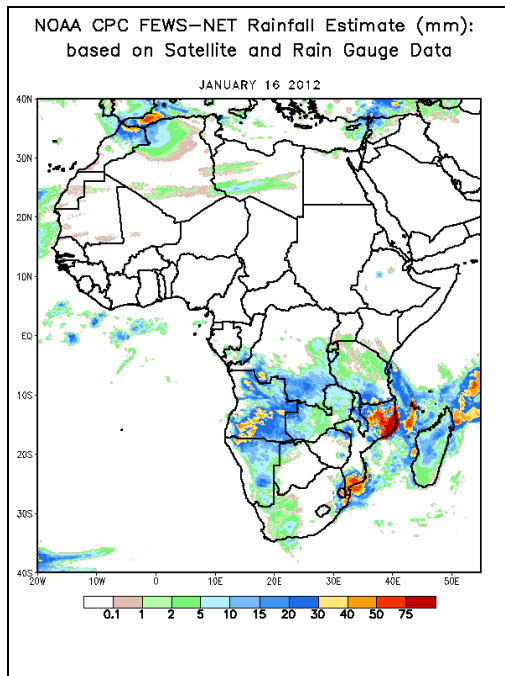 NOAA CPC FEWS-NET Rainfall Estimate (mm):
based on Satellite and Rain Gauge Data
JANUARY 16 2012
40N
30N
20N
10N
EQ
10S
20S
30S
40S
20W 10W 0 10E 20E 30E 40E 50E
0.1 1 2 5 10 15 20 30 40 50 75